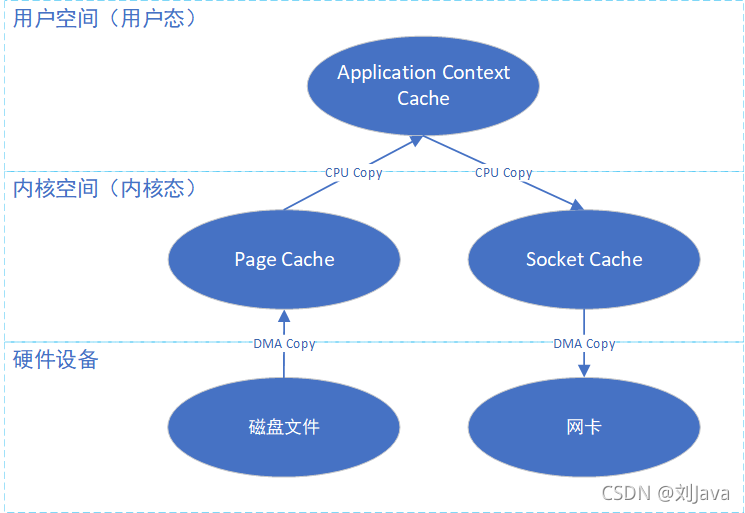 用户空间（用户态）
Application Context
Cache
CPU Copy
CPU Copy
内核空间（内核态）
Page Cache
Socket Cache
DMA Copy
DMA Copy
硬件设备
磁盘文件
网卡
CSDN @刘Java